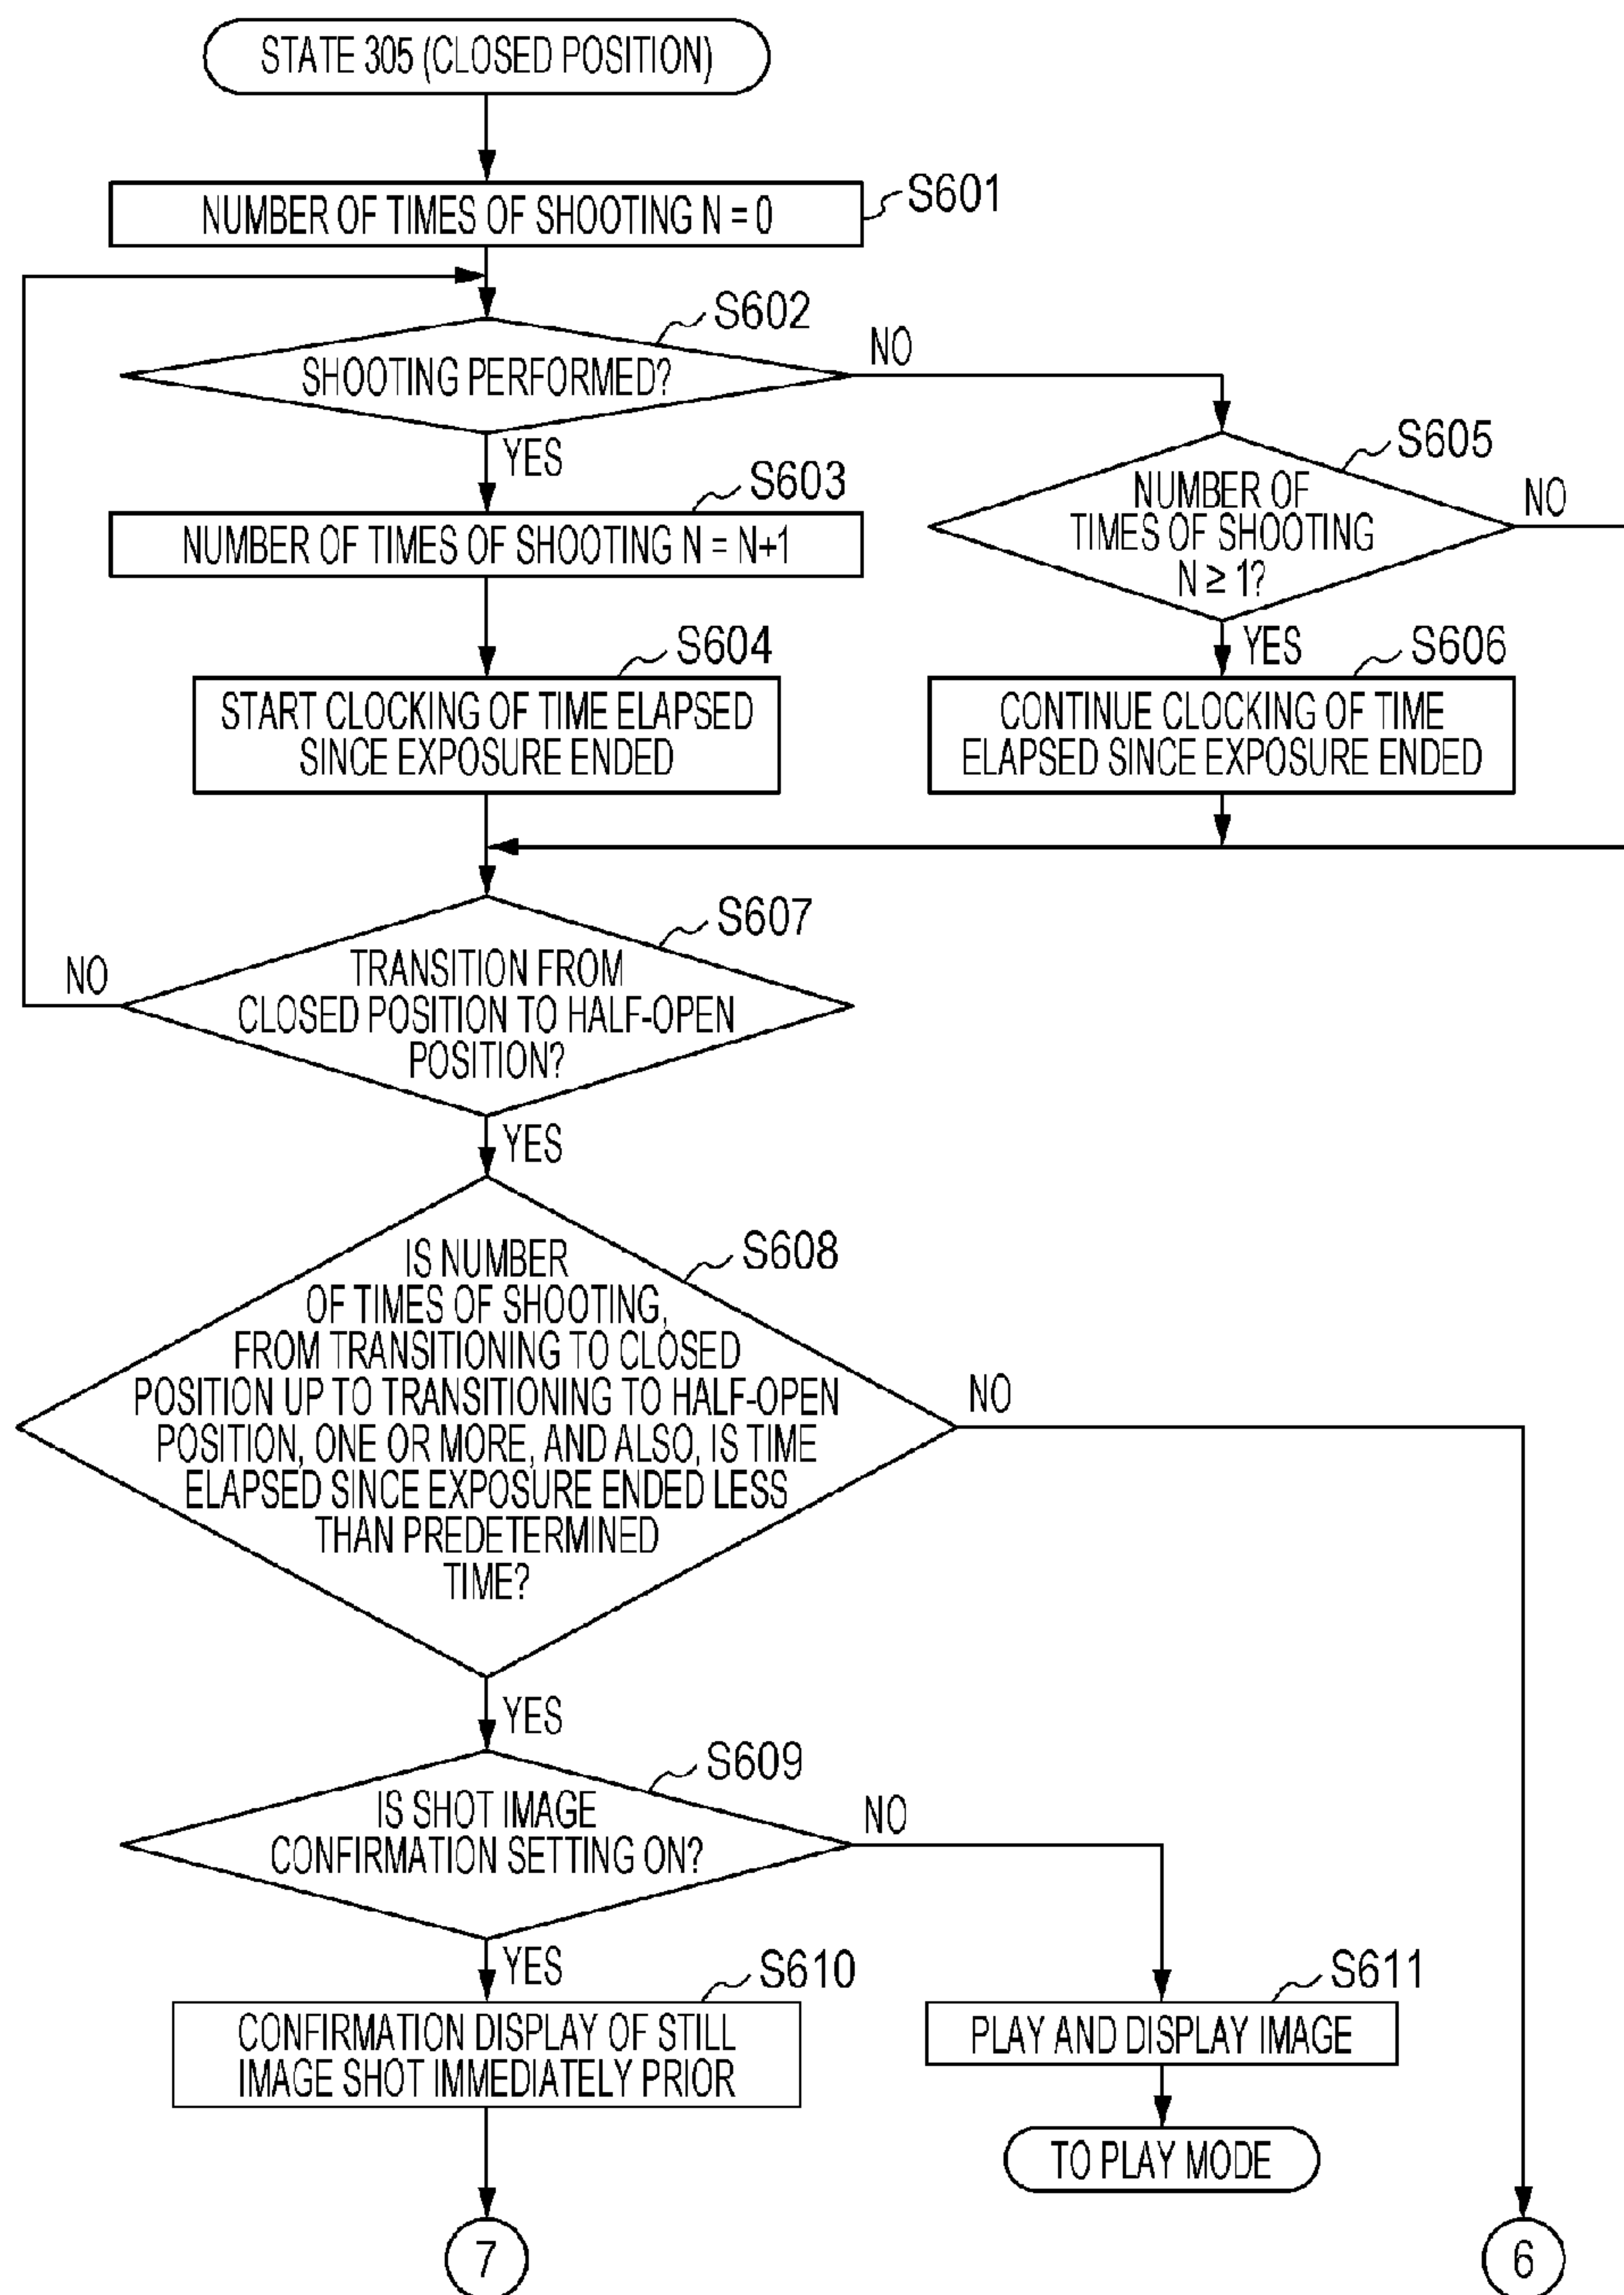 STATE 305 (CLOSED POSITION)
NUMBER OF TIMES OF SHOOTING N = 0
S601
S602
SHOOTING PERFORMED?
NO
YES
S603
NUMBER OF TIMES OF SHOOTING N = N+1
S604
START CLOCKING OF TIME ELAPSED
SINCE EXPOSURE ENDED
S605
NUMBER OF
TIMES OF SHOOTING
N ≥ 1?
NO
YES
S606
CONTINUE CLOCKING OF TIME
ELAPSED SINCE EXPOSURE ENDED
S607
TRANSITION FROM
CLOSED POSITION TO HALF-OPEN
POSITION?
NO
YES
S608
IS NUMBER
OF TIMES OF SHOOTING,
FROM TRANSITIONING TO CLOSED
POSITION UP TO TRANSITIONING TO HALF-OPEN
POSITION, ONE OR MORE, AND ALSO, IS TIME
ELAPSED SINCE EXPOSURE ENDED LESS
THAN PREDETERMINED
TIME?
NO
YES
S609
IS SHOT IMAGE
CONFIRMATION SETTING ON?
NO
YES
S610
CONFIRMATION DISPLAY OF STILL
IMAGE SHOT IMMEDIATELY PRIOR
S611
PLAY AND DISPLAY IMAGE
TO PLAY MODE
7
6